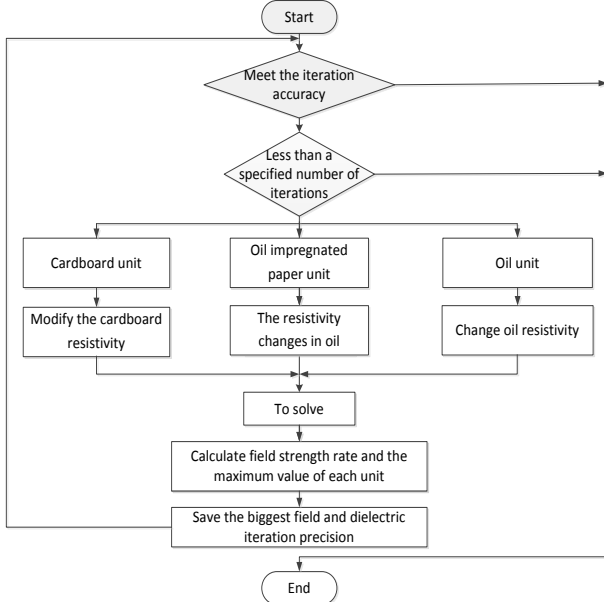 Start
Meet the iteration
accuracy
Less than a
specified number of
iterations
Cardboard unit
Oil impregnated
paper unit
Oil unit
Modify the cardboard
resistivity
The resistivity
changes in oil
Change oil resistivity
To solve
Calculate field strength rate and the
maximum value of each unit
Save the biggest field and dielectric
iteration precision
End